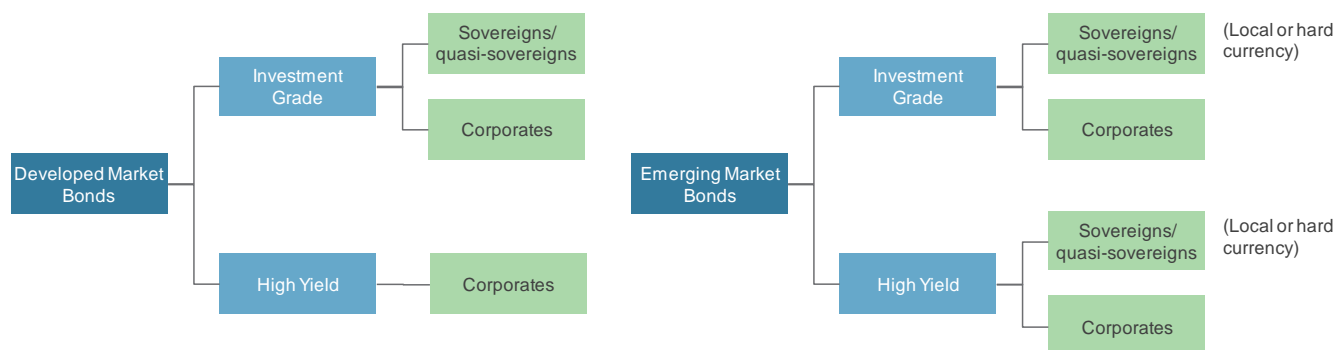 Sovereigns/
quasi-sovereigns
Investment
Grade
Corporates
Developed Market
Bonds
High Yield
Corporates
Sovereigns/
quasi-sovereigns
(Local or hard
currency)
Investment
Grade
Corporates
Emerging Market
Bonds
Sovereigns/
quasi-sovereigns
(Local or hard
currency)
High Yield
Corporates